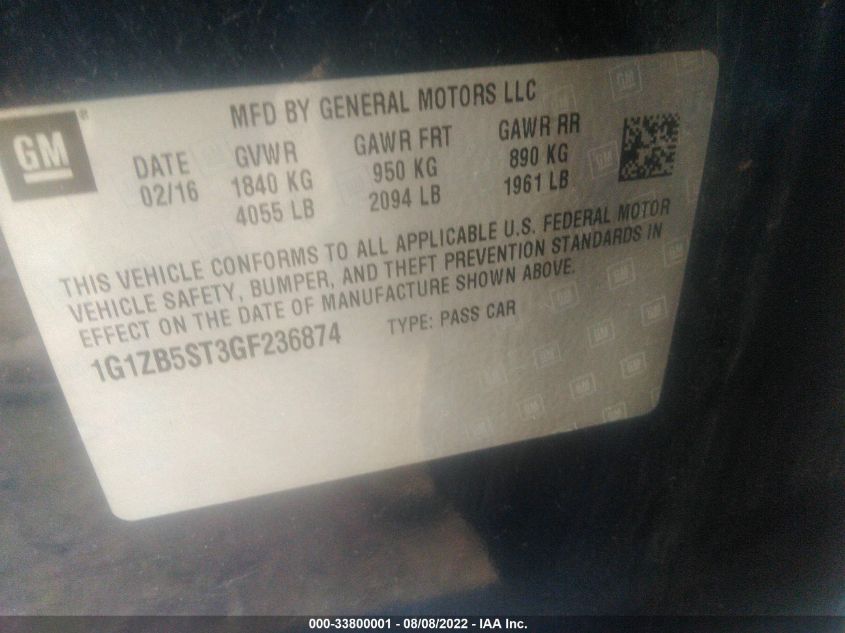 MFD BY GENERAL MOTORS LLC
GM®
DATE GVWR GAWR FRT GAWR RR
02/16 1840 KG 950 KG 890 KG
4055 LB 2094 LB 1961 LB
THIS VEHICLE CONFORMS TO ALL APPLICABLE U.S. FEDERAL MOTOR
VEHICLE SAFETY, BUMPER, AND THEFT PREVENTION STANDARDS IN
EFFECT ON THE DATE OF MANUFACTURE SHOWN ABOVE.
1G1ZB5ST3GF236874 TYPE: PASS CAR
000-33800001 - 08/08/2022 - IAA Inc.